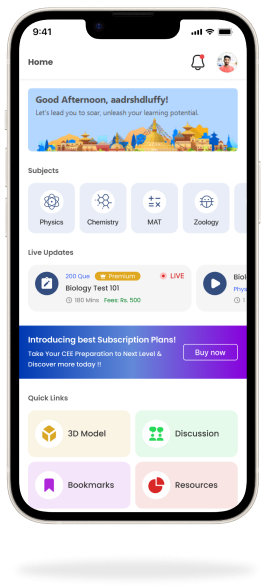 9:41
Home
Good Afternoon, aadrshdluffy!
Let's lead you to soar, unleash your learning potential.
Subjects
Physics
Chemistry
MAT
Zoology
Live Updates
200 Que
Premium
LIVE
Biology Test 101
180 Mins
Fees: Rs. 500
Biol
Phys
1
Introducing best Subscription Plans!
Take Your CEE Preparation to Next Level &
Discover more today !!
Buy now
Quick Links
3D Model
Discussion
Bookmarks
Resources